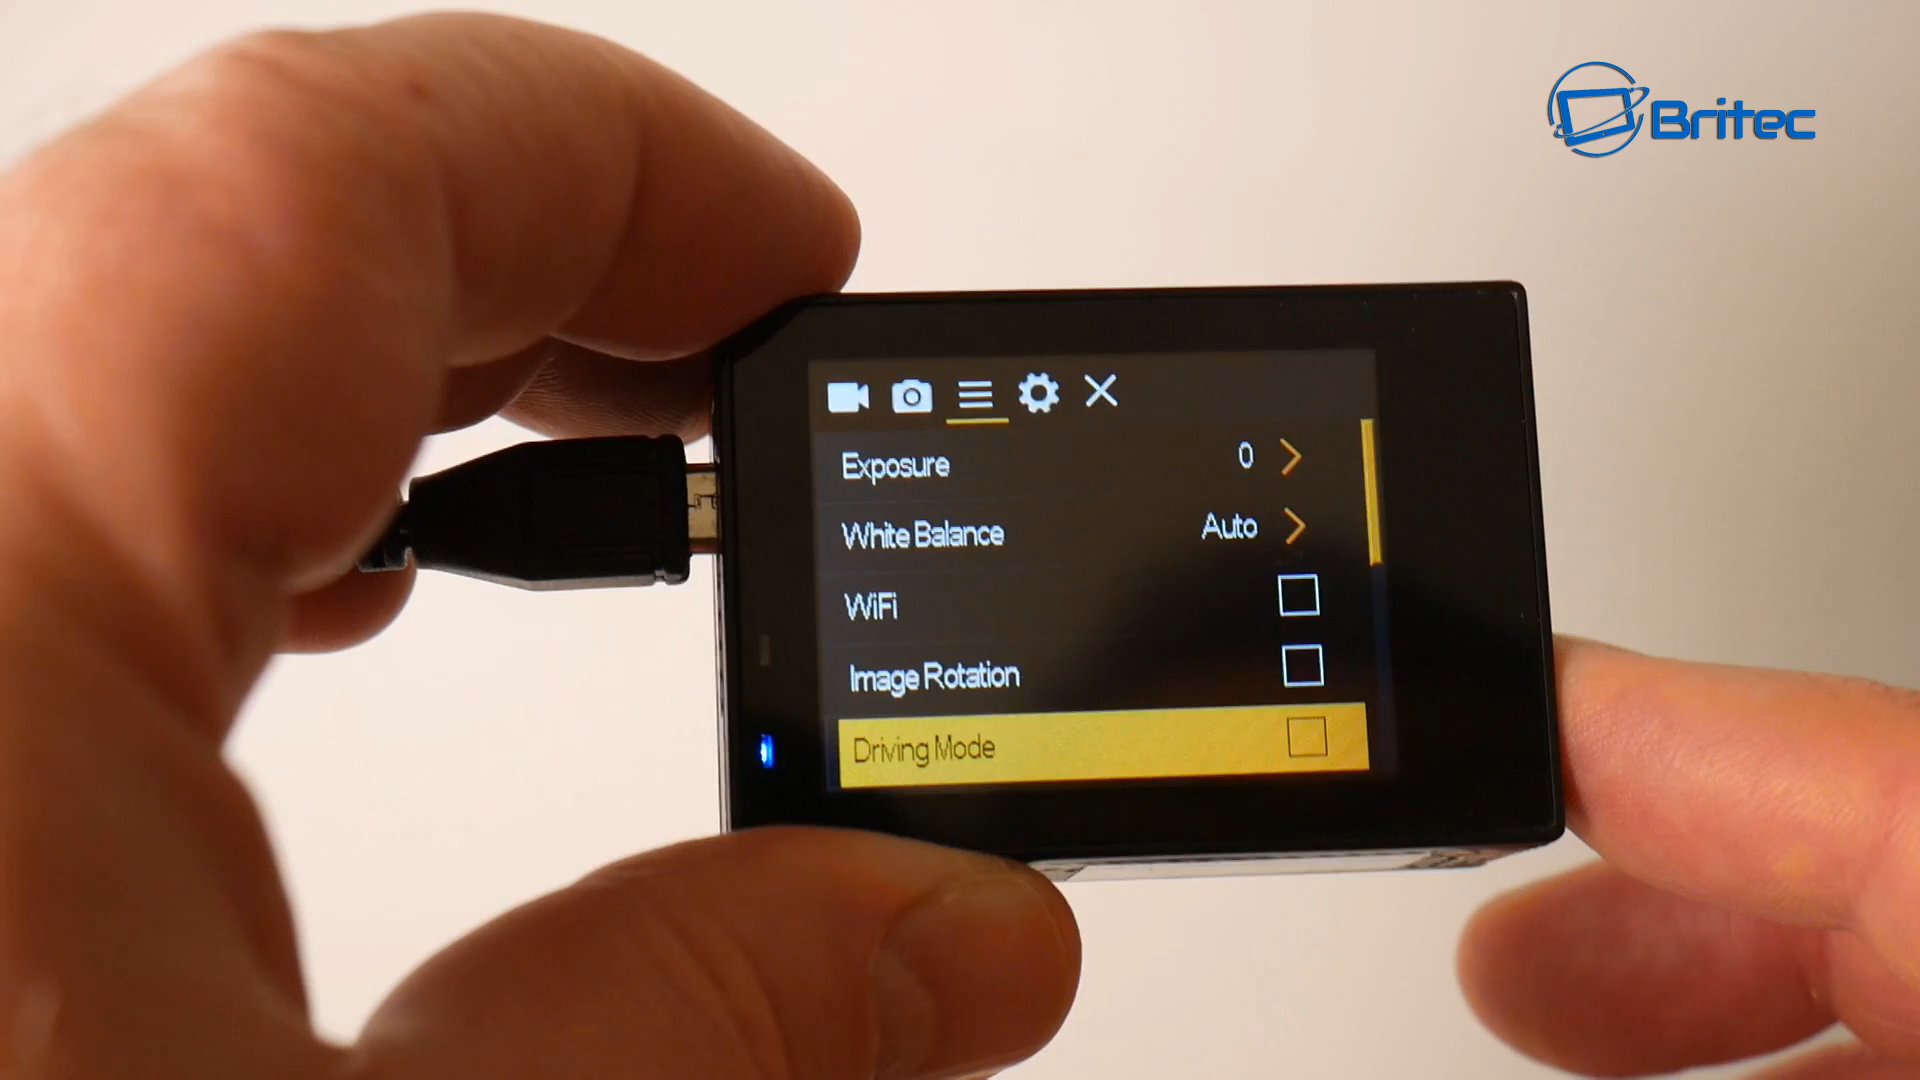 Britec
Exposure 0
White Balance Auto
WiFi
Image Rotation
Driving Mode